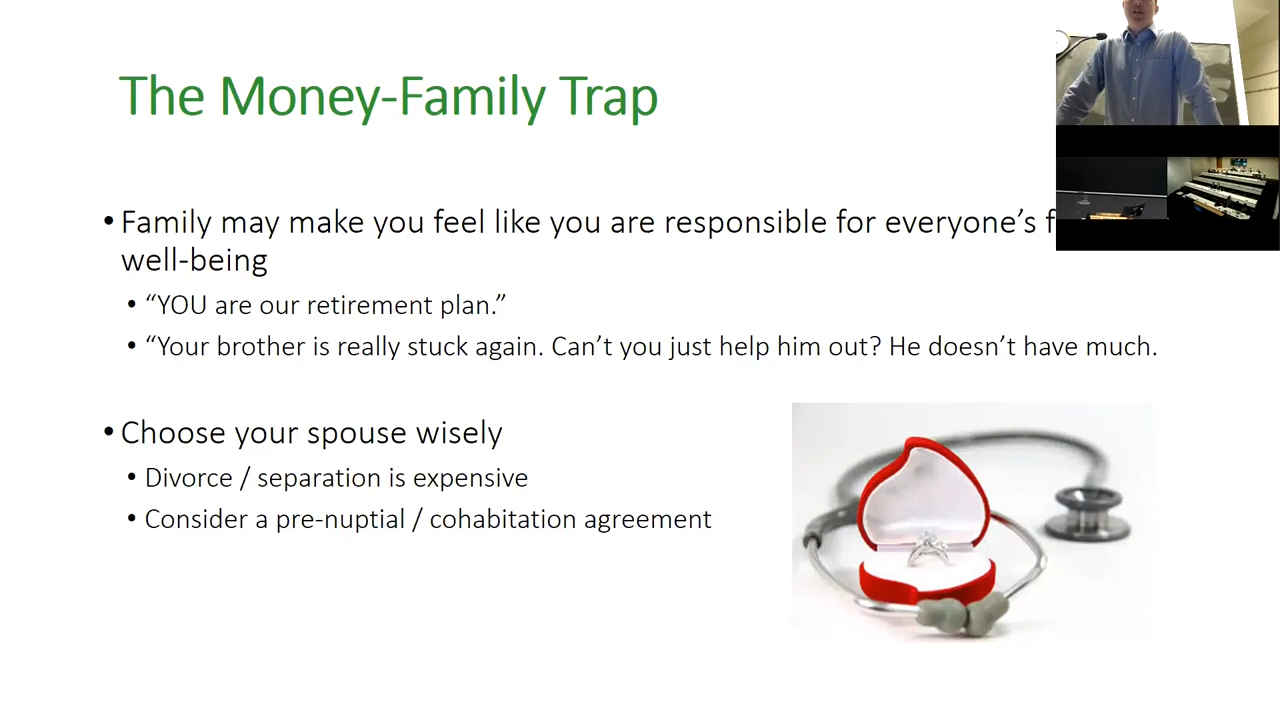 The Money-Family Trap
• Family may make you feel like you are responsible for everyone’s
well-being
• “YOU are our retirement plan.”
• “Your brother is really stuck again. Can’t you just help him out? He doesn’t have much.
• Choose your spouse wisely
• Divorce / separation is expensive
• Consider a pre-nuptial / cohabitation agreement